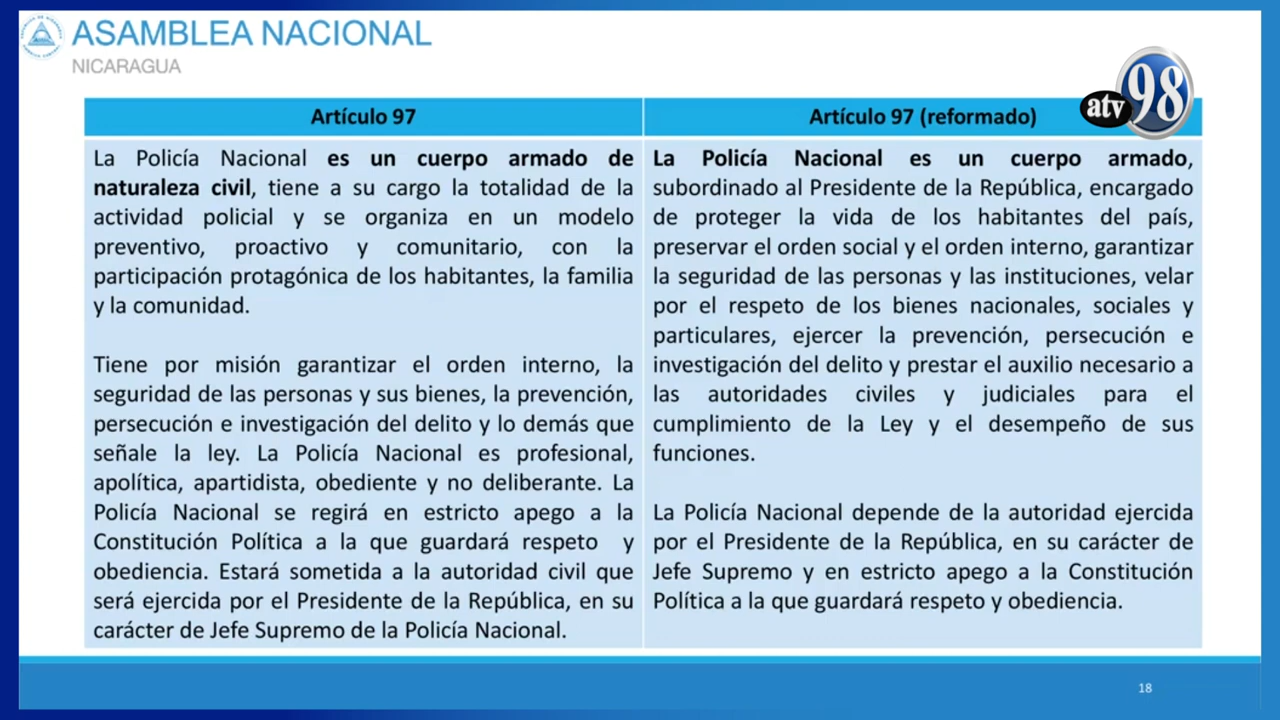 ASAMBLEA NACIONAL
NICARAGUA
atv 98
Artículo 97
La Policía Nacional es un cuerpo armado de
naturaleza civil, tiene a su cargo la totalidad de la
actividad policial y se organiza en un modelo
preventivo, proactivo y comunitario, con la
participación protagónica de los habitantes, la familia
y la comunidad.
Tiene por misión garantizar el orden interno, la
seguridad de las personas y sus bienes, la prevención,
persecución e investigación del delito y lo demás que
señale la ley. La Policía Nacional es profesional,
apolítica, apartidista, obediente y no deliberante. La
Policía Nacional se regirá en estricto apego a la
Constitución Política a la que guardará respeto y
obediencia. Estará sometida a la autoridad civil que
será ejercida por el Presidente de la República, en su
carácter de Jefe Supremo de la Policía Nacional.
Artículo 97 (reformado)
La Policía Nacional es un cuerpo armado,
subordinado al Presidente de la República, encargado
de proteger la vida de los habitantes del país,
preservar el orden social y el orden interno, garantizar
la seguridad de las personas y las instituciones, velar
por el respeto de los bienes nacionales, sociales y
particulares, ejercer la prevención, persecución e
investigación del delito y prestar el auxilio necesario a
las autoridades civiles y judiciales para el
cumplimiento de la Ley y el desempeño de sus
funciones.
La Policía Nacional depende de la autoridad ejercida
por el Presidente de la República, en su carácter de
Jefe Supremo y en estricto apego a la Constitución
Política a la que guardará respeto y obediencia.
18